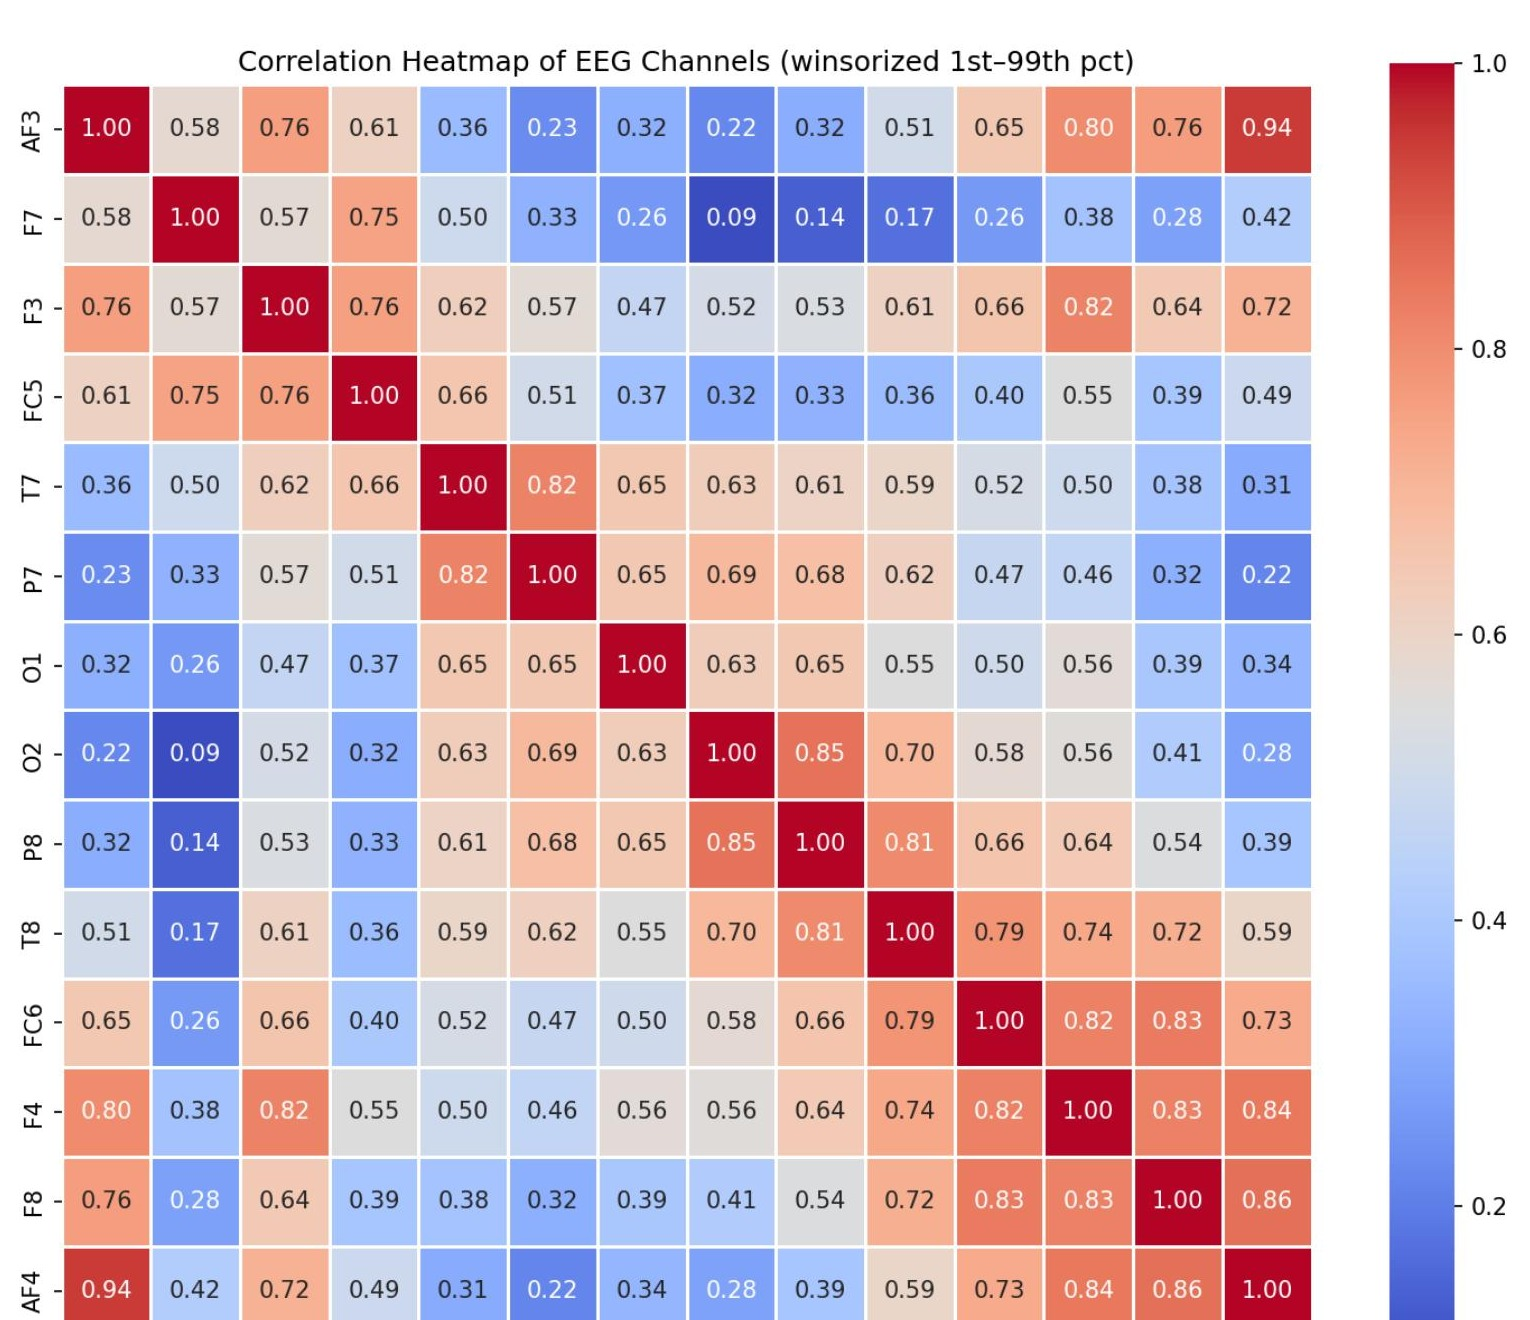 Correlation Heatmap of EEG Channels (winsorized 1st–99th pct)
AF3 1.00 0.58 0.76 0.61 0.36 0.23 0.32 0.22 0.32 0.51 0.65 0.80 0.76 0.94
F7 0.58 1.00 0.57 0.75 0.50 0.33 0.26 0.09 0.14 0.17 0.26 0.38 0.28 0.42
F3 0.76 0.57 1.00 0.76 0.62 0.57 0.47 0.52 0.53 0.61 0.66 0.82 0.64 0.72
FC5 0.61 0.75 0.76 1.00 0.66 0.51 0.37 0.32 0.33 0.36 0.40 0.55 0.39 0.49
T7 0.36 0.50 0.62 0.66 1.00 0.82 0.65 0.63 0.61 0.59 0.52 0.50 0.38 0.31
P7 0.23 0.33 0.57 0.51 0.82 1.00 0.65 0.69 0.68 0.62 0.47 0.46 0.32 0.22
O1 0.32 0.26 0.47 0.37 0.65 0.65 1.00 0.63 0.65 0.55 0.50 0.56 0.39 0.34
O2 0.22 0.09 0.52 0.32 0.63 0.69 0.63 1.00 0.85 0.70 0.58 0.56 0.41 0.28
P8 0.32 0.14 0.53 0.33 0.61 0.68 0.65 0.85 1.00 0.81 0.66 0.64 0.54 0.39
T8 0.51 0.17 0.61 0.36 0.59 0.62 0.55 0.70 0.81 1.00 0.79 0.74 0.72 0.59
FC6 0.65 0.26 0.66 0.40 0.52 0.47 0.50 0.58 0.66 0.79 1.00 0.82 0.83 0.73
F4 0.80 0.38 0.82 0.55 0.50 0.46 0.56 0.56 0.64 0.74 0.82 1.00 0.83 0.84
F8 0.76 0.28 0.64 0.39 0.38 0.32 0.39 0.41 0.54 0.72 0.83 0.83 1.00 0.86
AF4 0.94 0.42 0.72 0.49 0.31 0.22 0.34 0.28 0.39 0.59 0.73 0.84 0.86 1.00
1.0
0.8
0.6
0.4
0.2